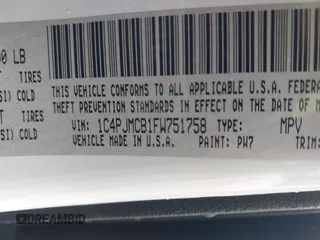 00 LB
TIRES
SI) COLD
THIS VEHICLE CONFORMS TO ALL APPLICABLE U.S.A. FEDERA
THEFT PREVENTION STANDARDS IN EFFECT ON THE DATE OF
T TIRES
SI) COLD
VIN: 1C4PJMCB1FW751758 TYPE: MPV
VEHICLE MADE IN U.S.A. PAINT: PW7 TRIM:
DREAMBID